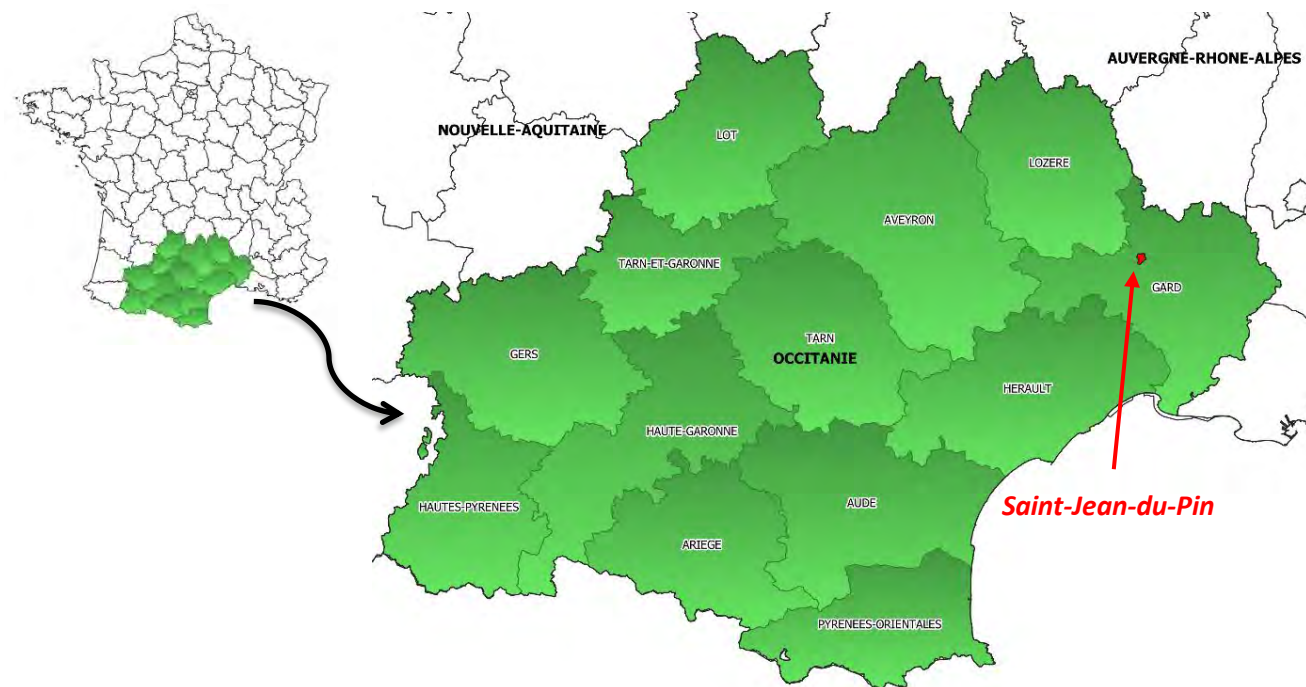 AUVERGNE-RHONE-ALPES
NOUVELLE-AQUITAINE
LOT
LOZERE
AVEYRON
TARN-ET-GARONNE
GARD
TARN
OCCITANIE
GERS
HERAULT
HAUTE-GARONNE
HAUTES-PYRENEES
AUDE
Saint-Jean-du-Pin
ARIEGE
PYRENEES-ORIENTALES